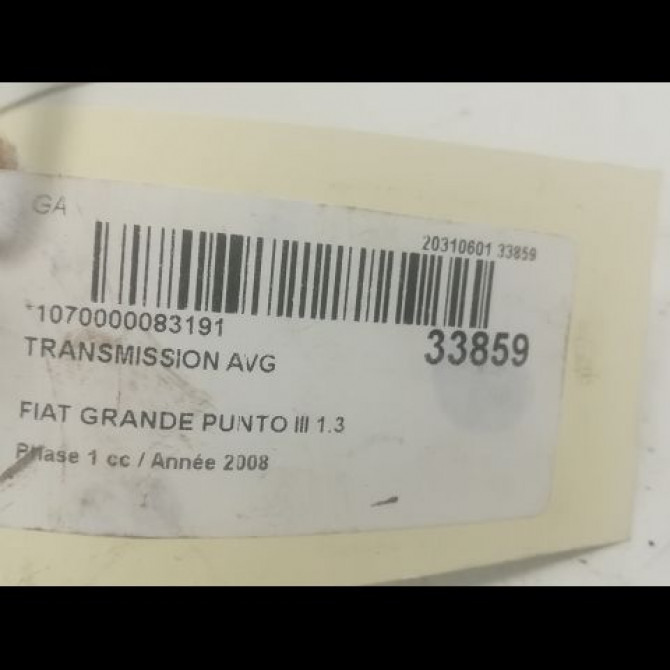 GA
20310601 33859
*1070000083191
33859
TRANSMISSION AVG
FIAT GRANDE PUNTO III 1.3
Phase 1 cc / Année 2008